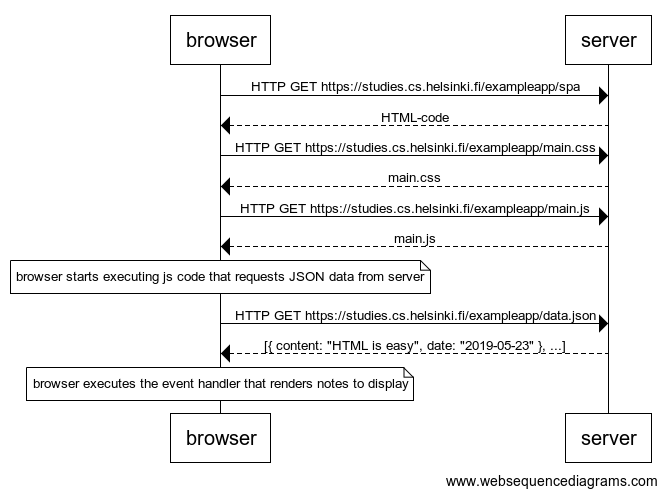 browser
server
HTTP GET https://studies.cs.helsinki.fi/exampleapp/spa
HTML-code
HTTP GET https://studies.cs.helsinki.fi/exampleapp/main.css
main.css
HTTP GET https://studies.cs.helsinki.fi/exampleapp/main.js
main.js
browser starts executing js code that requests JSON data from server
HTTP GET https://studies.cs.helsinki.fi/exampleapp/data.json
[{ content: "HTML is easy", date: "2019-05-23" }, ...]
browser executes the event handler that renders notes to display
browser
server
www.websequencediagrams.com